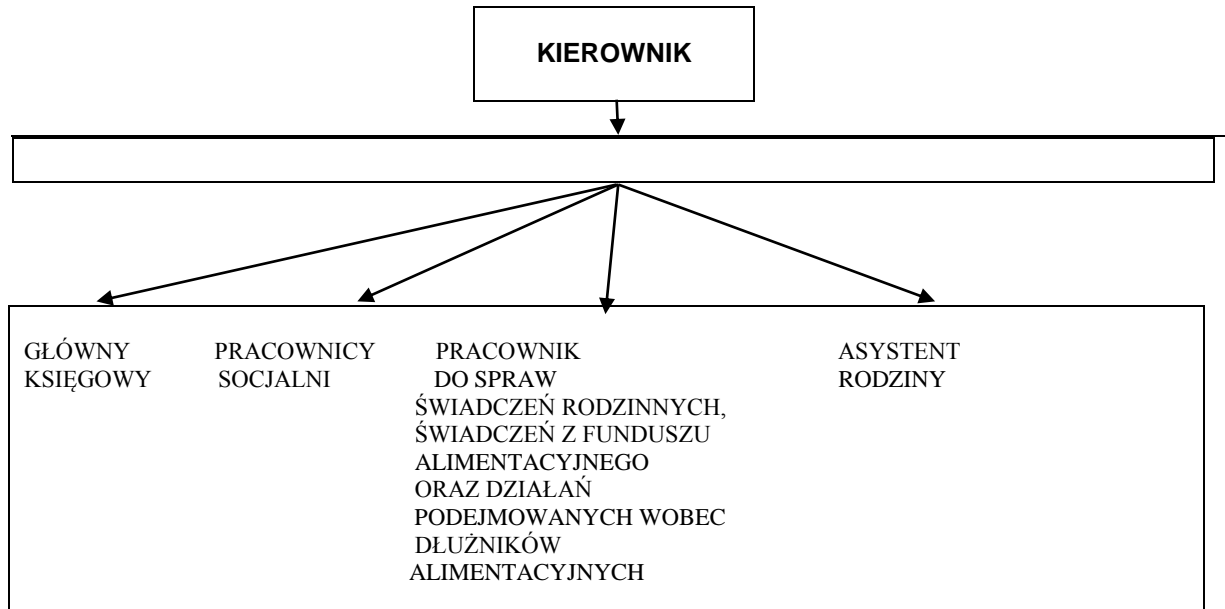 KIEROWNIK
GŁÓWNY
KSIĘGOWY
PRACOWNICY
SOCJALNI
PRACOWNIK
DO SPRAW
ŚWIADCZEŃ RODZINNYCH,
ŚWIADCZEŃ Z FUNDUSZU
ALIMENTACYJNEGO
ORAZ DZIAŁAŃ
PODEJMOWANYCH WOBEC
DŁUŻNIKÓW
ALIMENTACYJNYCH
ASYSTENT
RODZINY